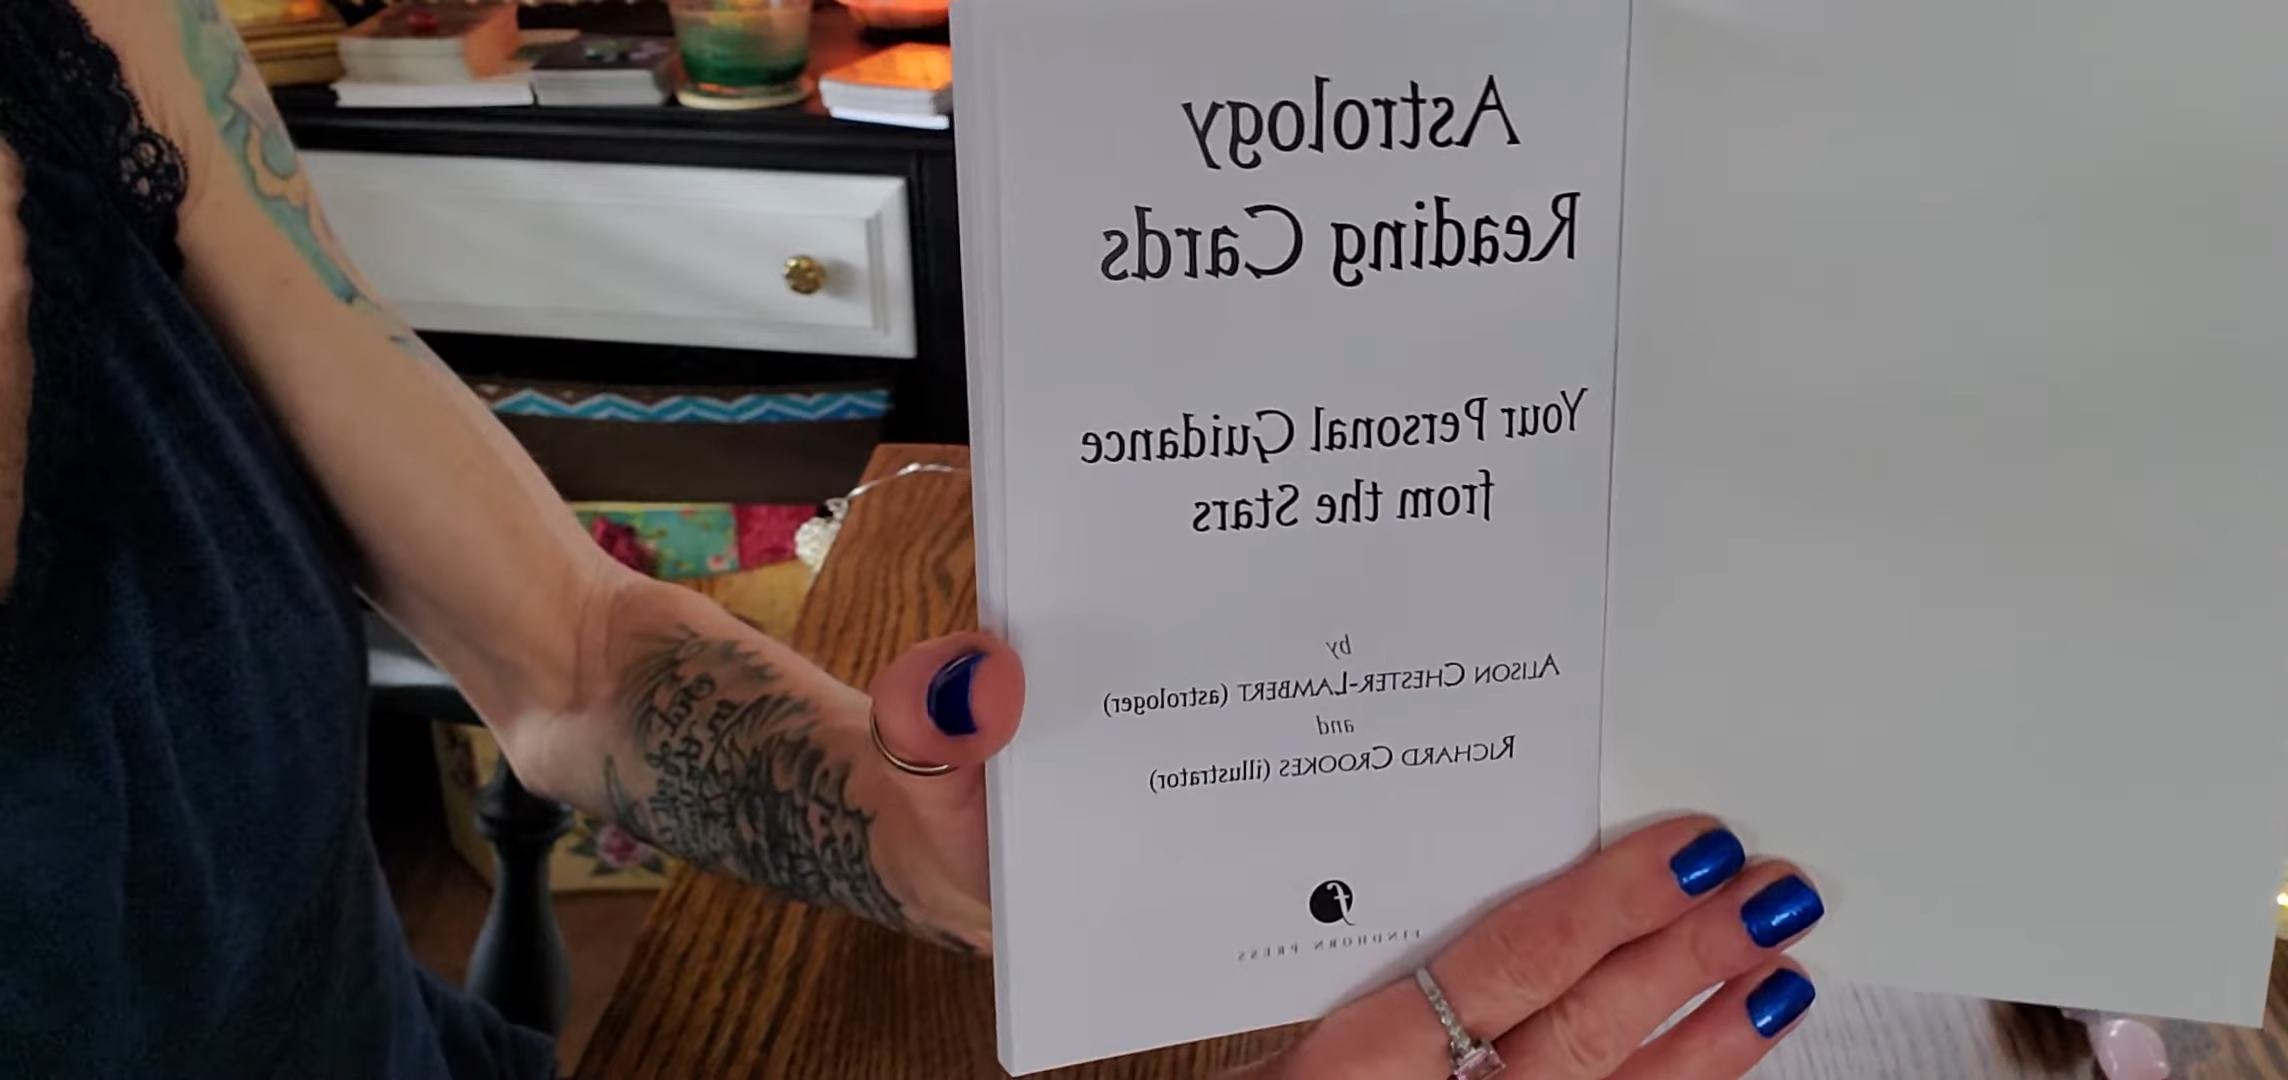 Astrology
Reading Cards
Your Personal Guidance
from the Stars
by
ALISON CHESTER-LAMBERT (astrologer)
and
RICHARD CROOKES (illustrator)
f
FINDHORN PRESS